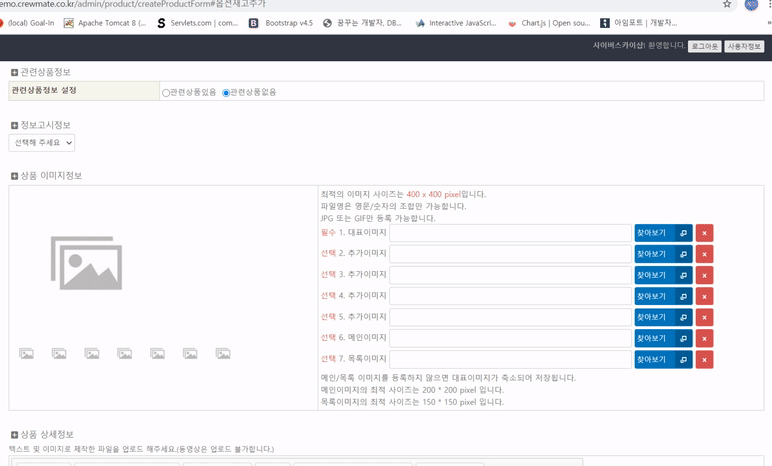 emo.crewmate.co.kr/admin/product/createProductForm#옵션재고추가
(local) Goal-In
Apache Tomcat 8 (...
Servlets.com | com...
Bootstrap v4.5
꿈꾸는 개발자, DB...
Interactive JavaScri...
Chart.js | Open sou...
아임포트 | 개발자...
»
사이버스카이샵! 환영합니다. 로그아웃 사용자정보
관련상품정보
관련상품정보 설정 관련상품있음 관련상품없음
정보고시정보
선택해 주세요
상품 이미지정보
최적의 이미지 사이즈는 400 x 400 pixel입니다.
파일명은 영문/숫자의 조합만 가능합니다.
JPG 또는 GIF만 등록 가능합니다.
필수 1. 대표이미지 찾아보기
선택 2. 추가이미지 찾아보기
선택 3. 추가이미지 찾아보기
선택 4. 추가이미지 찾아보기
선택 5. 추가이미지 찾아보기
선택 6. 메인이미지 찾아보기
선택 7. 목록이미지 찾아보기
메인/목록 이미지를 등록하지 않으면 대표이미지가 축소되어 저장됩니다.
메인이미지의 최적 사이즈는 200 * 200 pixel 입니다.
목록이미지의 최적 사이즈는 150 * 150 pixel 입니다.
상품 상세정보
텍스트 및 이미지로 제작한 파일을 업로드 해주세요.(동영상은 업로드 불가합니다.)